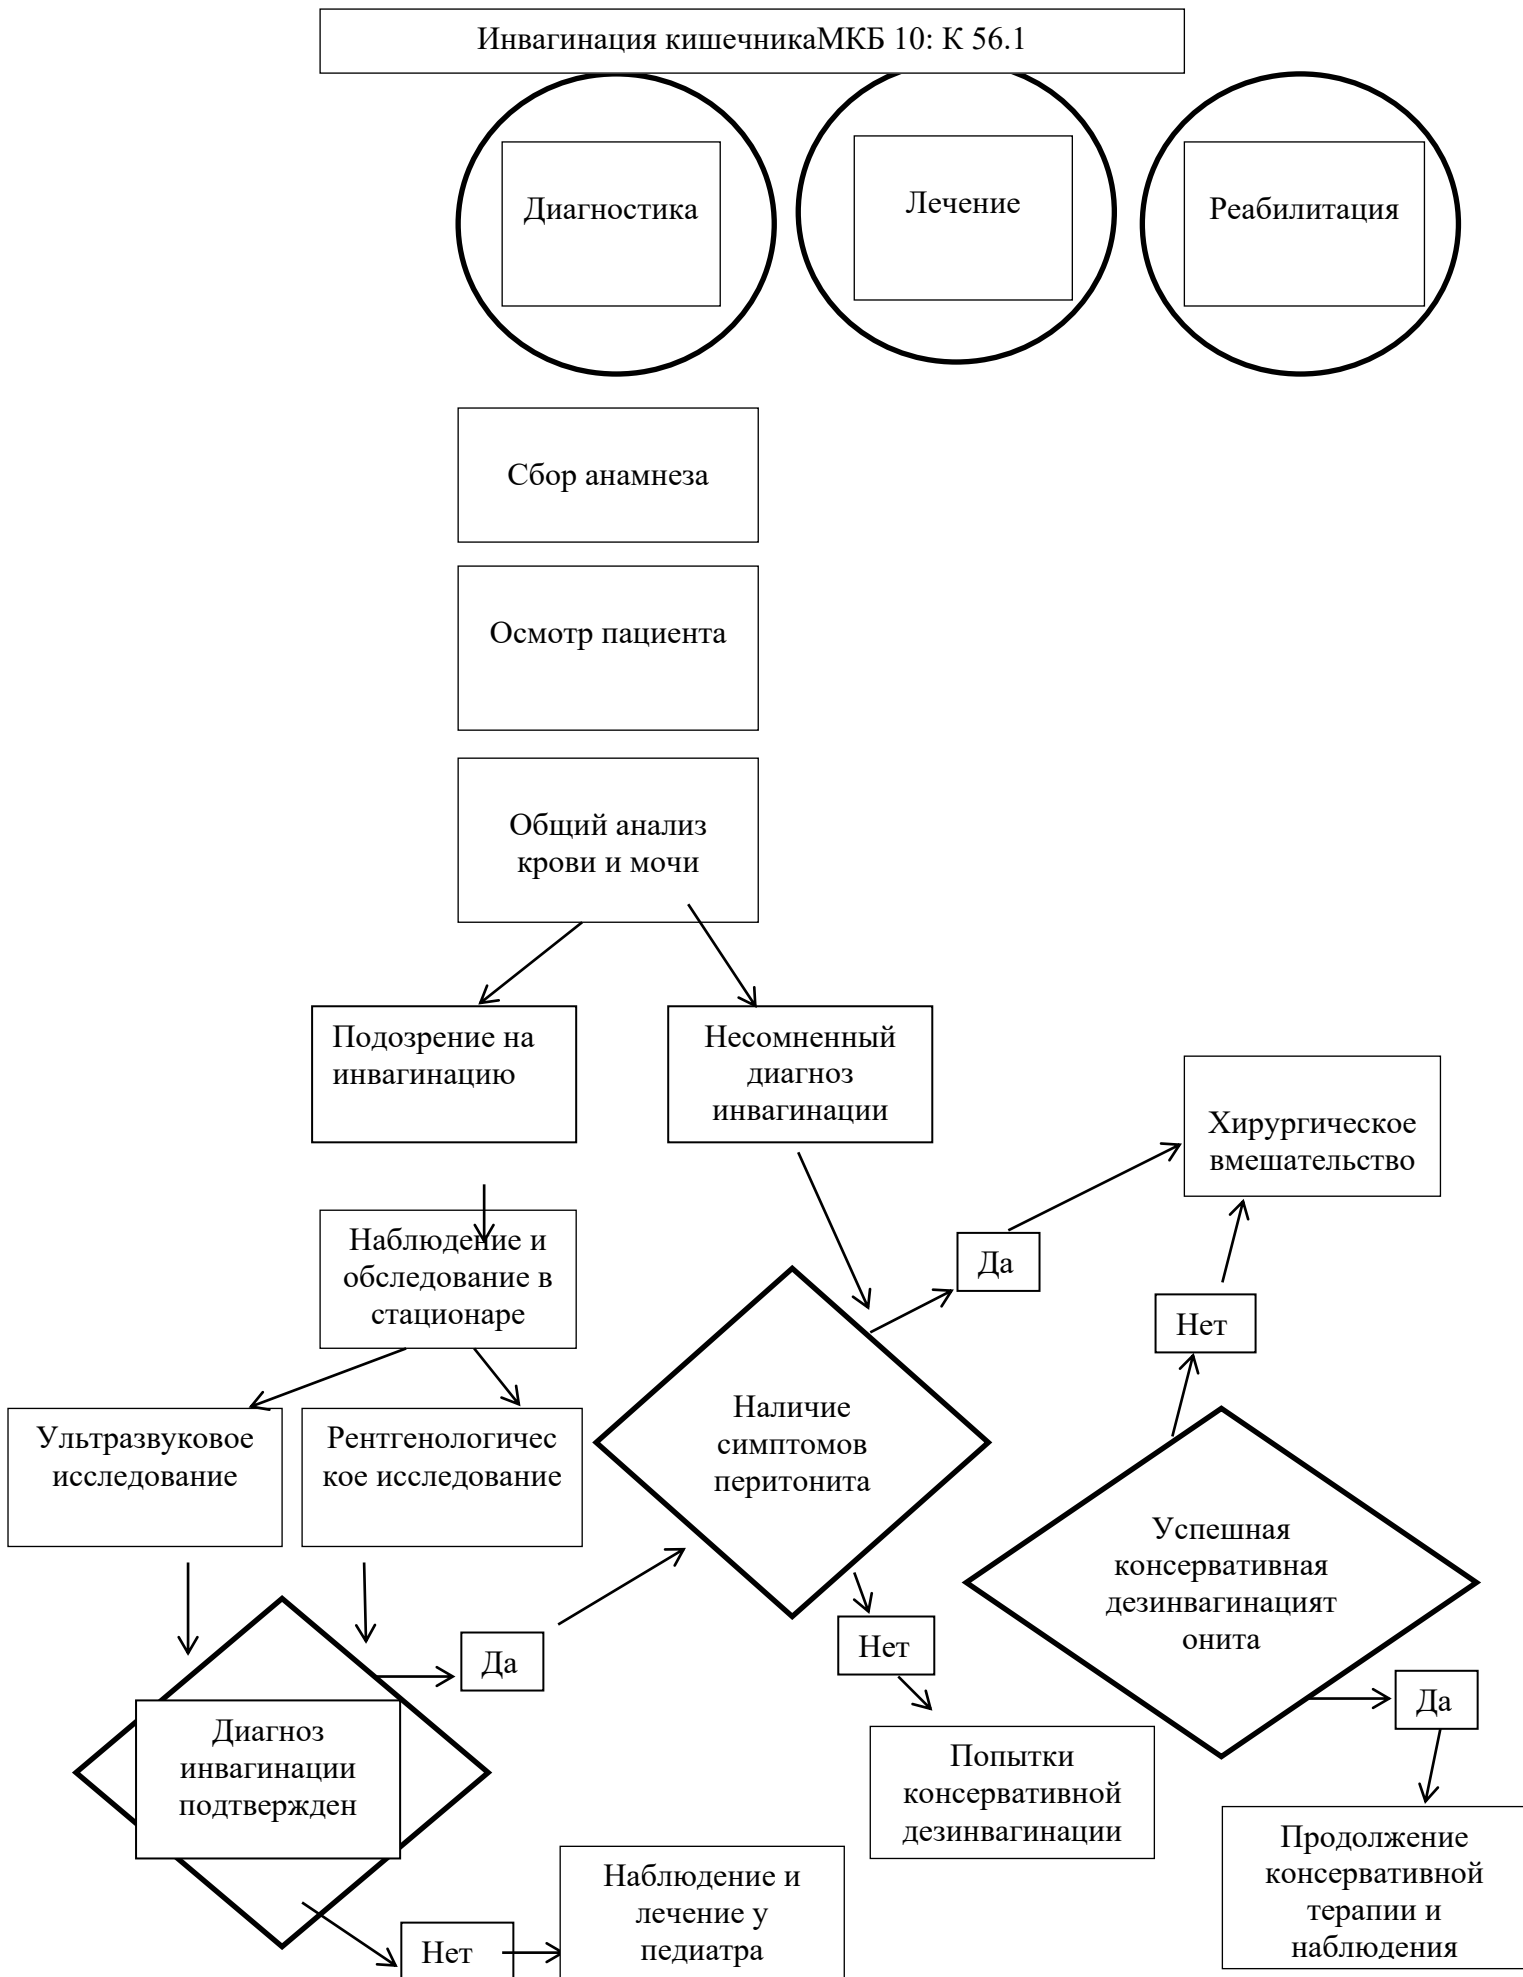 Инвагинация кишечникаМКБ 10: К 56.1
Диагностика
Лечение
Реабилитация
Сбор анамнеза
Осмотр пациента
Общий анализ
крови и мочи
Подозрение на
инвагинацию
Несомненный
диагноз
инвагинации
Хирургическое
вмешательство
Наблюдение и
обследование в
стационаре
Да
Нет
Ультразвуковое
исследование
Рентгенологичес
кое исследование
Наличие
симптомов
перитонита
Успешная
консервативная
дезинвагинацият
онита
Да
Нет
Да
Диагноз
инвагинации
подтвержден
Попытки
консервативной
дезинвагинации
Продолжение
консервативной
терапии и
наблюдения
Нет
Наблюдение и
лечение у
педиатра